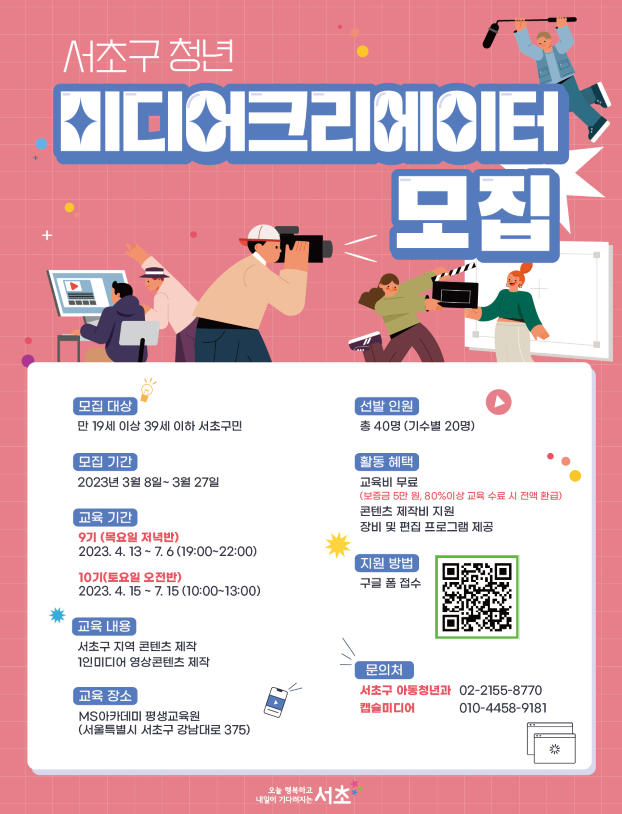 서초구 청년
미디어크리에이터
모집
모집 대상
만 19세 이상 39세 이하 서초구민
모집 기간
2023년 3월 8일~ 3월 27일
교육 기간
9기 (목요일 저녁반)
2023. 4. 13 ~ 7. 6 (19:00~22:00)
10기(토요일 오전반)
2023. 4. 15 ~ 7. 15 (10:00~13:00)
교육 내용
서초구 지역 콘텐츠 제작
1인미디어 영상콘텐츠 제작
교육 장소
MS아카데미 평생교육원
(서울특별시 서초구 강남대로 375)
선발 인원
총 40명 (기수별 20명)
활동 혜택
교육비 무료
(보증금 5만 원, 80%이상 교육 수료 시 전액 환급)
콘텐츠 제작비 지원
장비 및 편집 프로그램 제공
지원 방법
구글 폼 접수
문의처
서초구 아동청년과 02-2155-8770
캡슐미디어 010-4458-9181
오늘 행복하고
내일이 기다려지는 서초